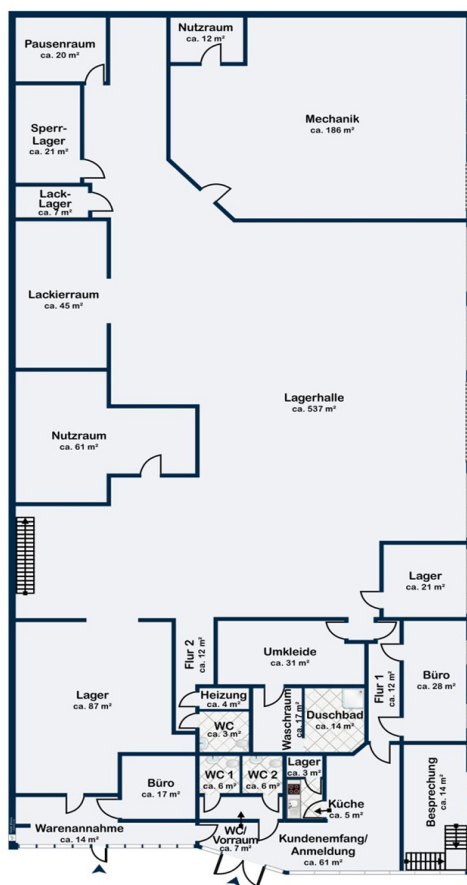 Pausenraum
ca. 20 m²
Nutzraum
ca. 12 m²
Mechanik
ca. 186 m²
Sperr-
Lager
ca. 21 m²
Lack-
Lager
ca. 7 m²
Lackierraum
ca. 45 m²
Lagerhalle
ca. 537 m²
Nutzraum
ca. 61 m²
Lager
ca. 21 m²
Flur 2
ca. 12 m²
Umkleide
ca. 31 m²
Flur 1
ca. 12 m²
Büro
ca. 28 m²
Lager
ca. 87 m²
Heizung
ca. 4 m²
WC
ca. 3 m²
Waschraum
ca. 17 m²
Duschbad
ca. 14 m²
Büro
ca. 17 m²
WC 1
ca. 6 m²
WC 2
ca. 6 m²
Lager
ca. 3 m²
Küche
ca. 5 m²
Besprechung
ca. 14 m²
Warenannahme
ca. 14 m²
WC/
Vorraum
ca. 7 m²
Kundenemfang/
Anmeldung
ca. 61 m²